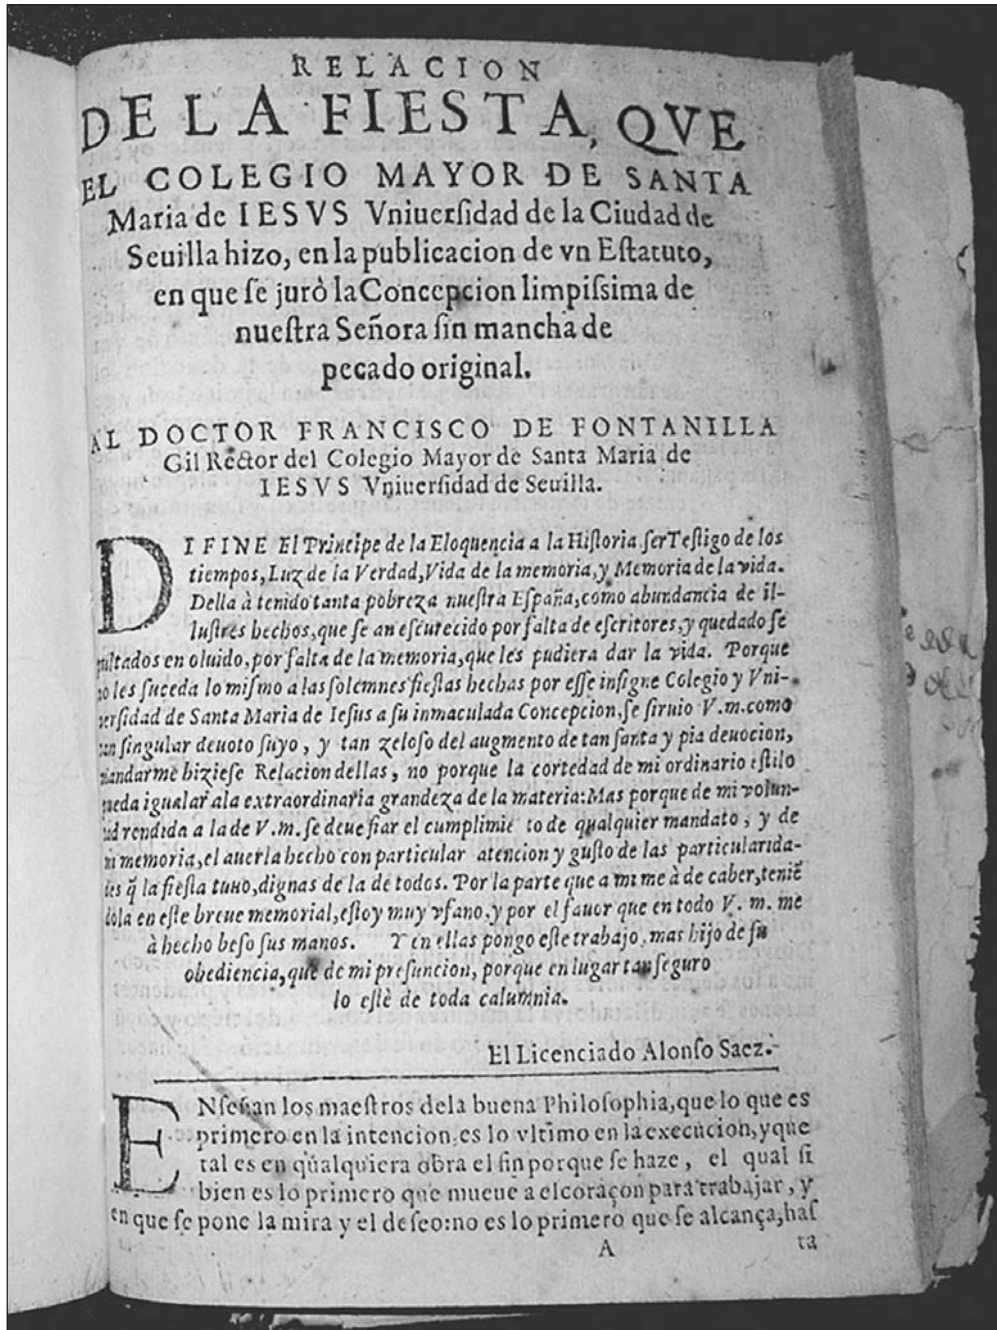 RELACION
DE LA FIESTA, QVE
EL COLEGIO MAYOR DE SANTA
Maria de IESVS Vniuerſidad de la Ciudad de
Seuilla hizo, en la publicacion de vn Eſtatuto,
en que ſe jurò la Concepcion limpiſsima de
nueſtra Señora ſin mancha de
pecado original.
AL DOCTOR FRANCISCO DE FONTANILLA
Gil Rector del Colegio Mayor de Santa Maria de
IESVS Vniuerſidad de Seuilla.
DIFINE El Principe de la Eloquencia a la Hiſtoria ſer Teſtigo de los
tiempos, Luz de la Verdad, Vida de la memoria, y Memoria de la vida.
Della à tenido tanta pobreza nueſtra Eſpaña, como abundancia de il-
luſtres hechos, que ſe an eſcurecido por falta de eſcritores, y quedado ſe
pultados en oluido, por falta de la memoria, que les pudiera dar la vida. Porque
no les ſuceda lo miſmo a las ſolemnes fieſtas hechas por eſſe inſigne Colegio y Vni-
uerſidad de Santa Maria de Ieſus a ſu inmaculada Concepcion, ſe ſiruio V.m. como
tan ſingular deuoto ſuyo, y tan zeloſo del augmento de tan ſanta y pia deuocion,
mandarme hizieſe Relacion dellas, no porque la cortedad de mi ordinario eſtilo
pueda igualar a la extraordinaria grandeza de la materia: Mas porque de mi volun-
tad rendida a la de V.m. ſe deue fiar el cumplimiẽ to de qualquier mandato, y de
mi memoria, el auerla hecho con particular atencion y guſto de las particularida-
des q̃ la fieſta tuuo, dignas de la de todos. Por la parte que a mi me à de caber, teniẽ
dola en eſte breue memorial, eſtoy muy vfano, y por el fauor que en todo V. m. me
à hecho beſo ſus manos. Y en ellas pongo eſte trabajo, mas hijo de ſu
obediencia, que de mi preſuncion, porque en lugar tan ſeguro
lo eſtè de toda calumnia.
El Licenciado Alonſo Saez.
ENſeñan los maeſtros dela buena Philoſophia, que lo que es
primero en la intencion, es lo vltimo en la execucion, y que
tal es en qualquiera obra el fin porque ſe haze, el qual ſi
bien es lo primero que mueue a el coraçon para trabajar, y
en que ſe pone la mira y el deſeo: no es lo primero que ſe alcança, haſ
A ta